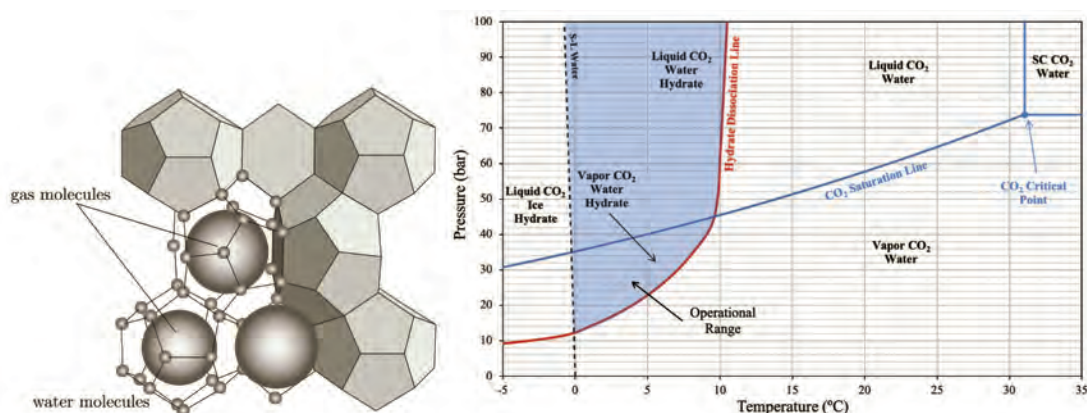 gas molecules
water molecules
Pressure (bar)
100
90
80
70
60
50
40
30
20
10
0
-5
0
5
10
15
20
25
30
35
Temperature (ºC)
S-L Water
Liquid CO₂
Water
Hydrate
Hydrate Dissociation Line
Liquid CO₂
Water
SC CO₂
Water
Liquid CO₂
Ice
Hydrate
Vapor CO₂
Water
Hydrate
CO₂ Saturation Line
CO₂ Critical
Point
Vapor CO₂
Water
Operational
Range